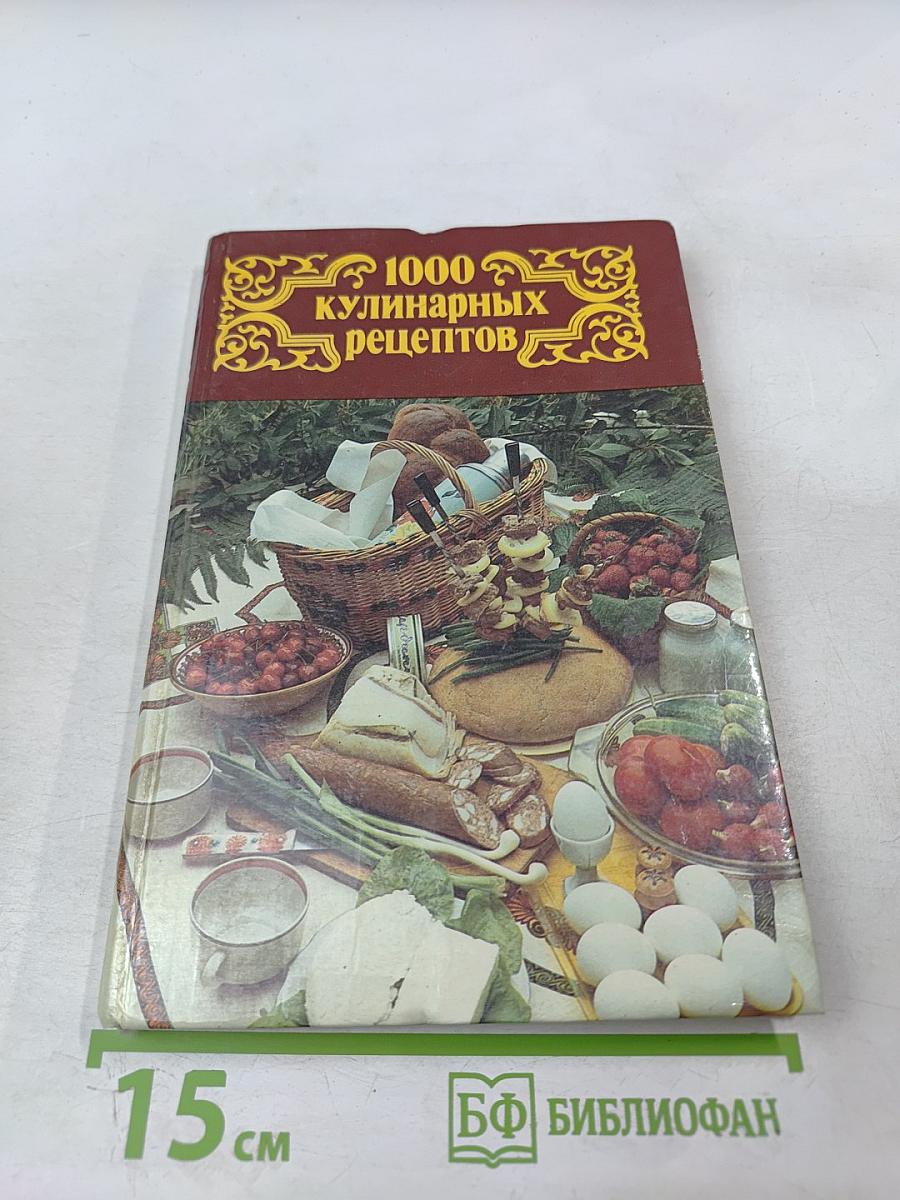 1000
кулинарных
рецептов
15 см
БФ БИБЛИОФАН